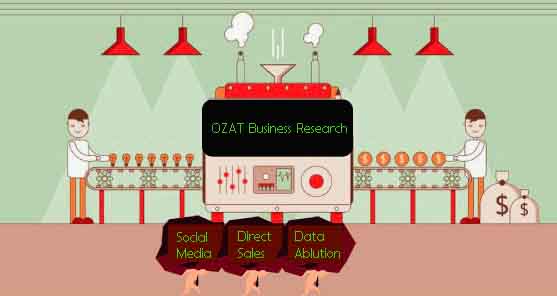 OZAT Business Research
$ $ $ $ $
$
$
Social
Media
Direct
Sales
Data
Ablution